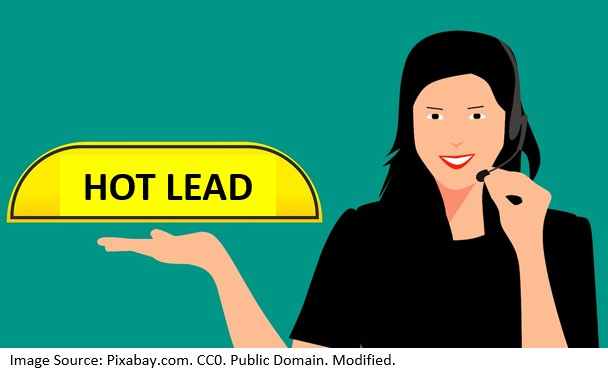 HOT LEAD
Image Source: Pixabay.com. CC0. Public Domain. Modified.